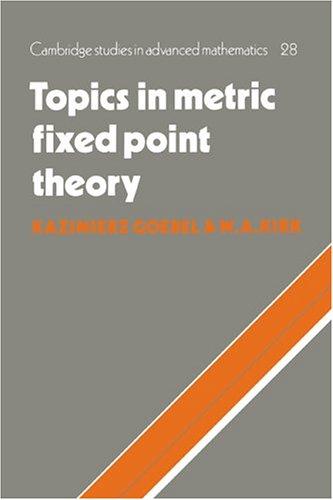 Cambridge studies in advanced mathematics 28
Topics in metric
fixed point
theory
KAZIMIERZ GOEBEL & W.A.KIRK